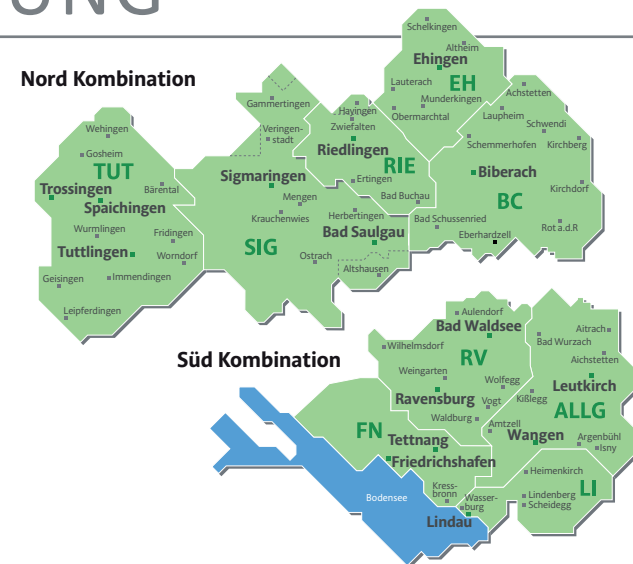 UNG
Nord Kombination
Schelkingen
Altheim
Ehingen
EH
Lauterach
Munderkingen
Obermarchtal
Achstetten
Laupheim
Schwendi
Schemmerhofen
Kirchberg
Biberach
BC
Kirchdorf
Bad Schussenried
Eberhardzell
Rot a.d.R
Gammertingen
Veringen-
stadt
Hayingen
Zwiefalten
Riedlingen
RIE
Ertingen
Bad Buchau
Sigmaringen
Mengen
Krauchenwies
Herbertingen
Bad Saulgau
SIG
Ostrach
Altshausen
Wehingen
Gosheim
TUT
Trossingen
Bärental
Spaichingen
Wurmlingen
Fridingen
Tuttlingen
Worndorf
Geisingen
Immendingen
Leipferdingen
Süd Kombination
Aulendorf
Bad Waldsee
Wilhelmsdorf
RV
Weingarten
Wolfegg
Ravensburg
Vogt
Waldburg
Aitrach
Bad Wurzach
Aichstetten
Leutkirch
Kißlegg
ALLG
Amtzell
Wangen
Argenbühl
Isny
FN
Tettnang
Friedrichshafen
Kress-
bronn
Bodensee
Heimenkirch
LI
Lindenberg
Scheidegg
Wasser-
burg
Lindau